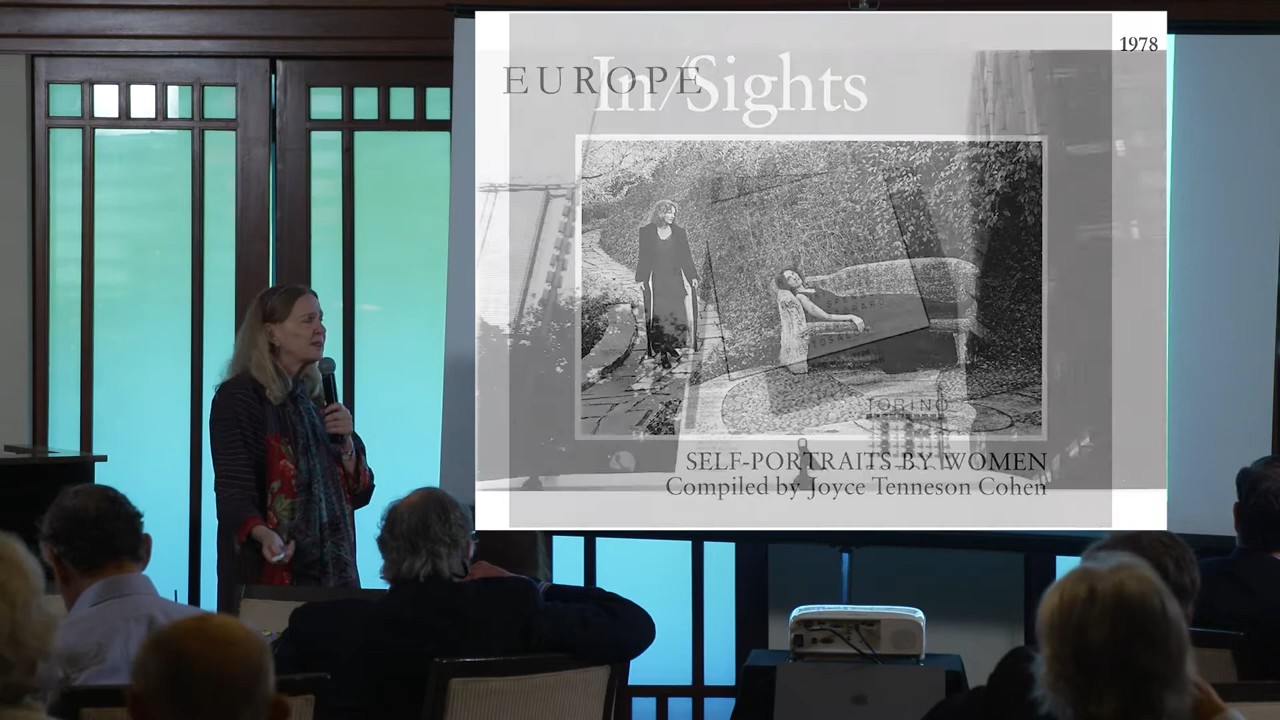 1978
EUROPE
In/Sights
TORINO
SELF-PORTRAITS BY WOMEN
Compiled by Joyce Tenneson Cohen